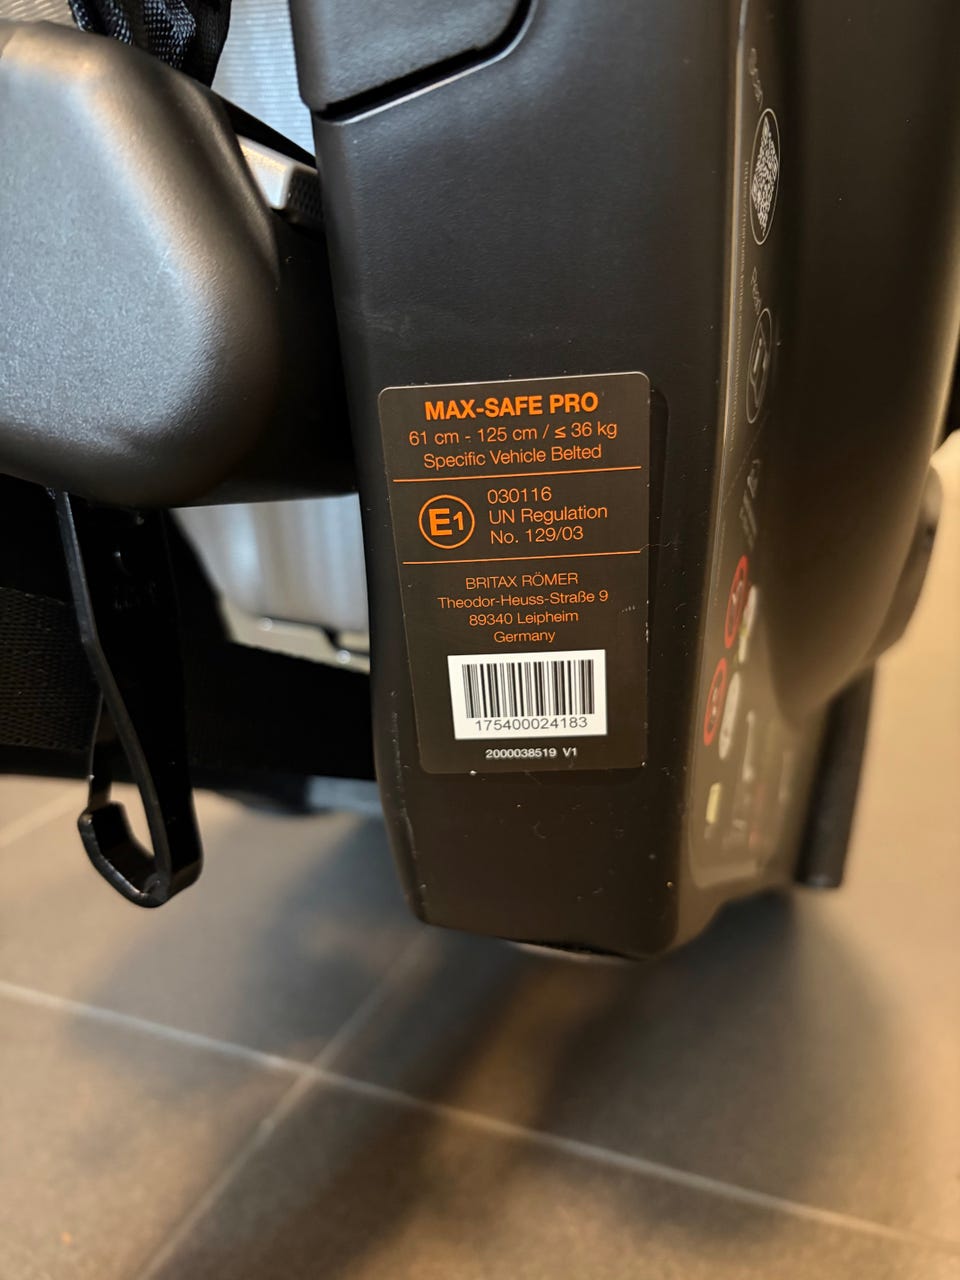 MAX-SAFE PRO
61 cm - 125 cm / ≤ 36 kg
Specific Vehicle Belted
E1
030116
UN Regulation
No. 129/03
BRITAX RÖMER
Theodor-Heuss-Straße 9
89340 Leipheim
Germany
175400024183
2000038519 V1